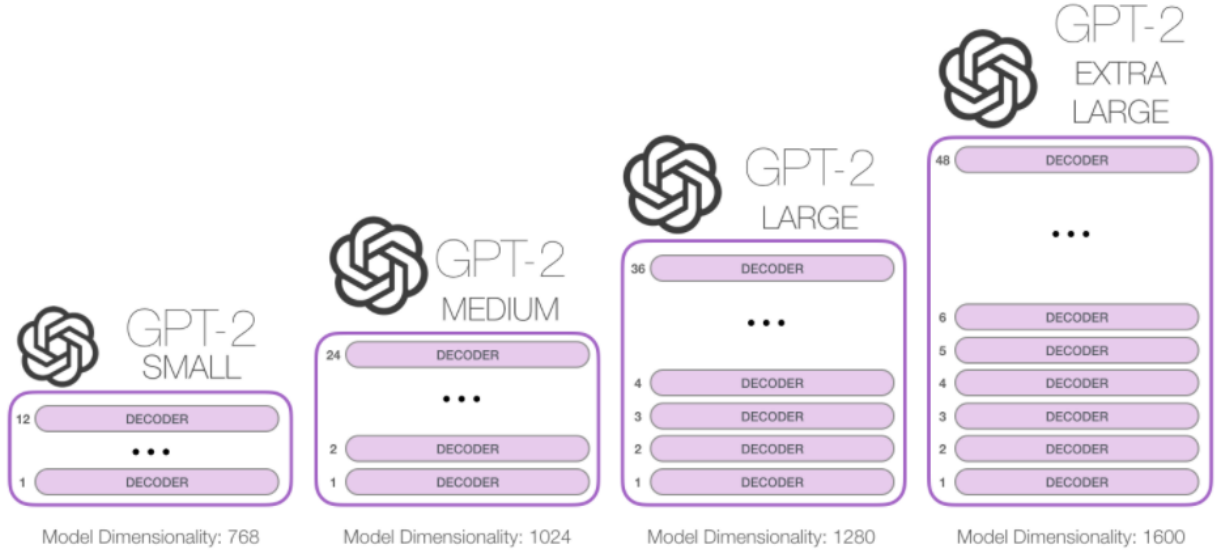 GPT-2
SMALL
12 DECODER
...
1 DECODER
Model Dimensionality: 768
GPT-2
MEDIUM
24 DECODER
...
2 DECODER
1 DECODER
Model Dimensionality: 1024
GPT-2
LARGE
36 DECODER
...
4 DECODER
3 DECODER
2 DECODER
1 DECODER
Model Dimensionality: 1280
GPT-2
EXTRA
LARGE
48 DECODER
...
6 DECODER
5 DECODER
4 DECODER
3 DECODER
2 DECODER
1 DECODER
Model Dimensionality: 1600